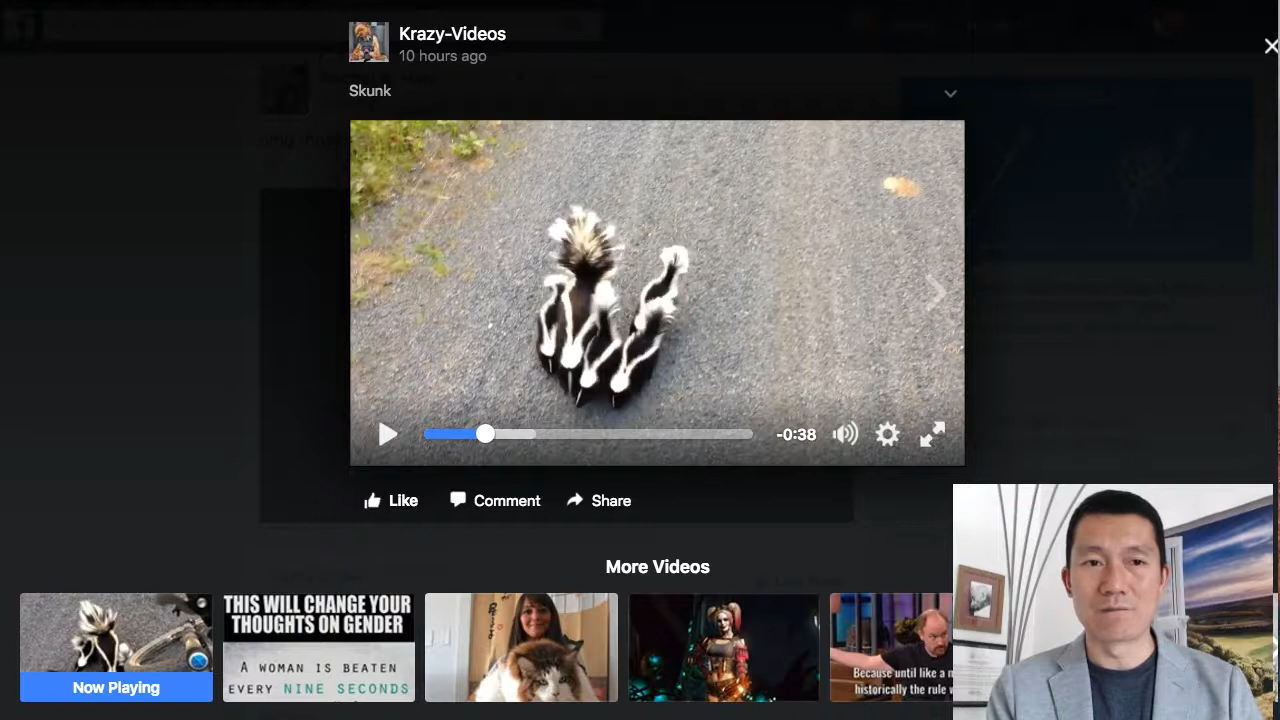 Krazy-Videos
10 hours ago
Skunk
-0:38
Like
Comment
Share
More Videos
Now Playing
THIS WILL CHANGE YOUR
THOUGHTS ON GENDER
A WOMAN IS BEATEN
EVERY NINE SECONDS
Because until like a
historically the rule